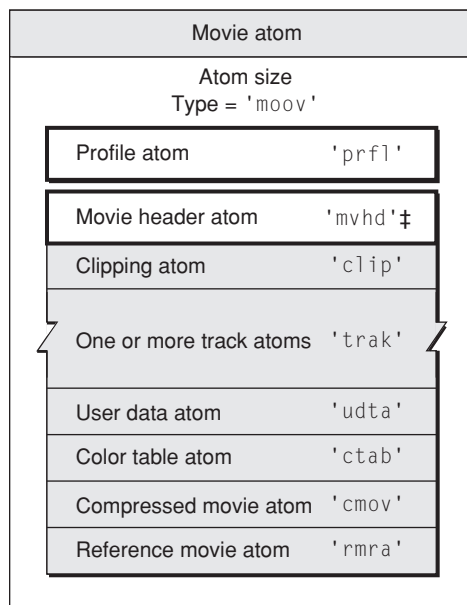 Movie atom
Atom size
Type = 'moov'
Profile atom 'prfl'
Movie header atom 'mvhd'‡
Clipping atom 'clip'
One or more track atoms 'trak'
User data atom 'udta'
Color table atom 'ctab'
Compressed movie atom 'cmov'
Reference movie atom 'rmra'